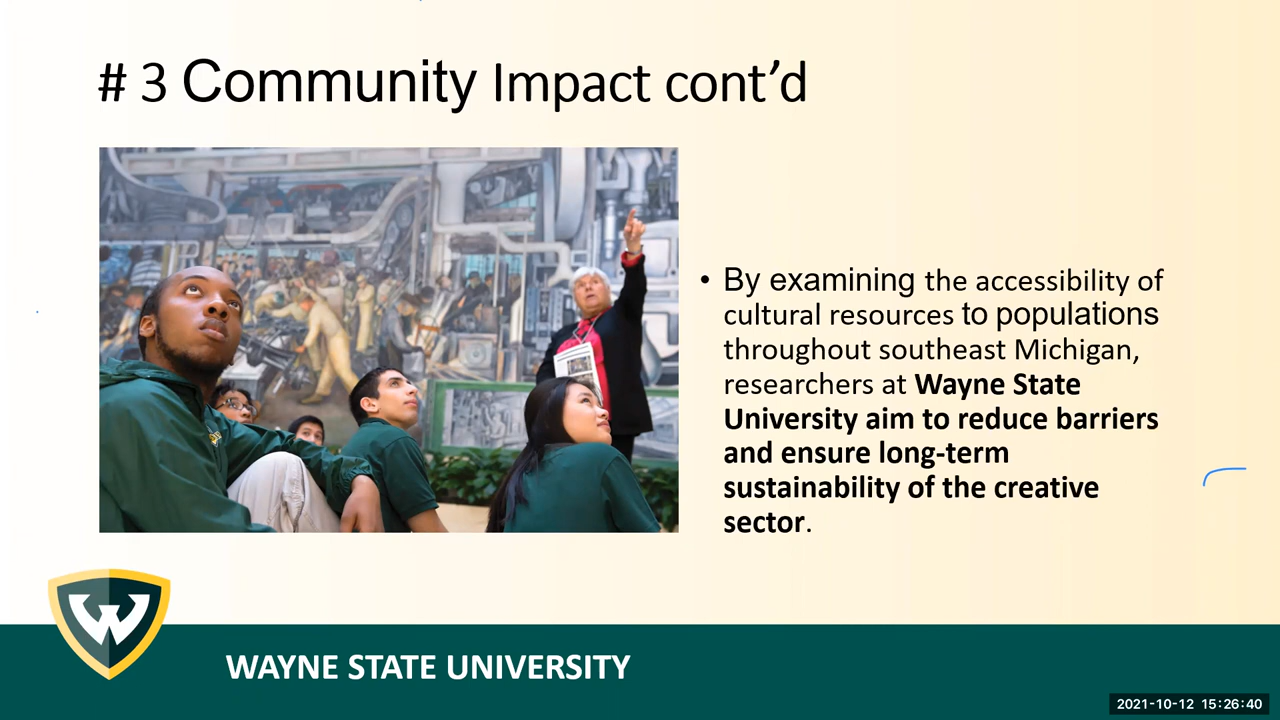 # 3 Community Impact cont’d
• By examining the accessibility of
cultural resources to populations
throughout southeast Michigan,
researchers at Wayne State
University aim to reduce barriers
and ensure long-term
sustainability of the creative
sector.
W
WAYNE STATE UNIVERSITY
2021-10-12 15:26:40